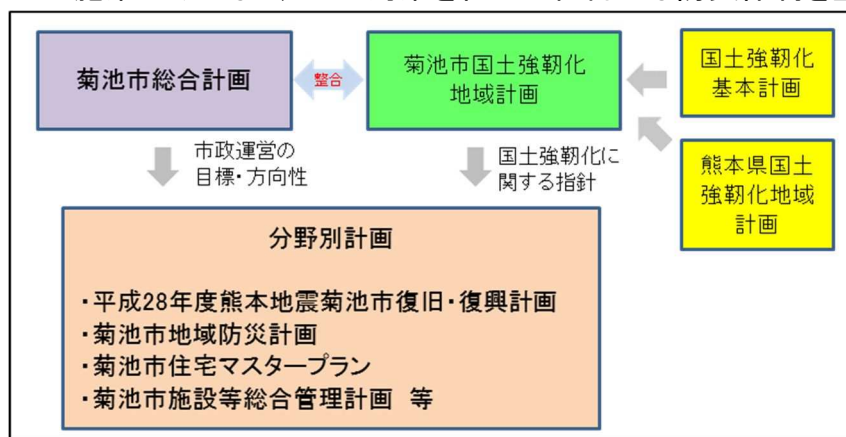 菊池市総合計画
整合
菊池市国土強靭化
地域計画
国土強靭化
基本計画
熊本県国土
強靭化地域
計画
市政運営の
目標・方向性
国土強靭化に
関する指針
分野別計画
・平成28年度熊本地震菊池市復旧・復興計画
・菊池市地域防災計画
・菊池市住宅マスタープラン
・菊池市施設等総合管理計画 等